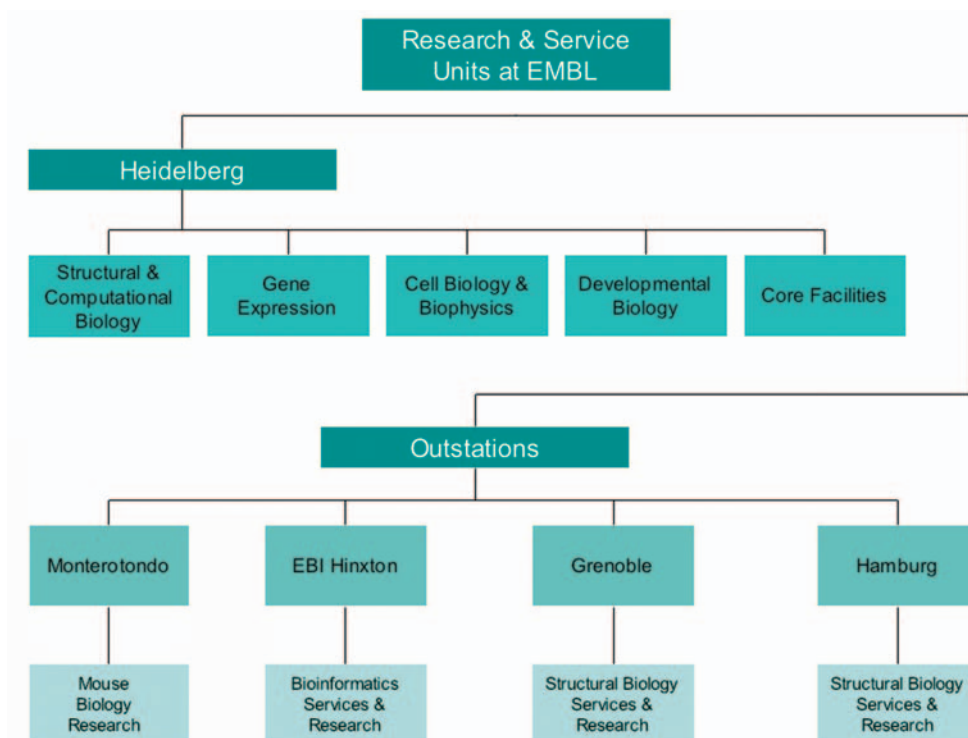 Research & Service
Units at EMBL
Heidelberg
Structural &
Computational
Biology
Gene
Expression
Cell Biology &
Biophysics
Developmental
Biology
Core Facilities
Outstations
Monterotondo
EBI Hinxton
Grenoble
Hamburg
Mouse
Biology
Research
Bioinformatics
Services &
Research
Structural Biology
Services &
Research
Structural Biology
Services &
Research